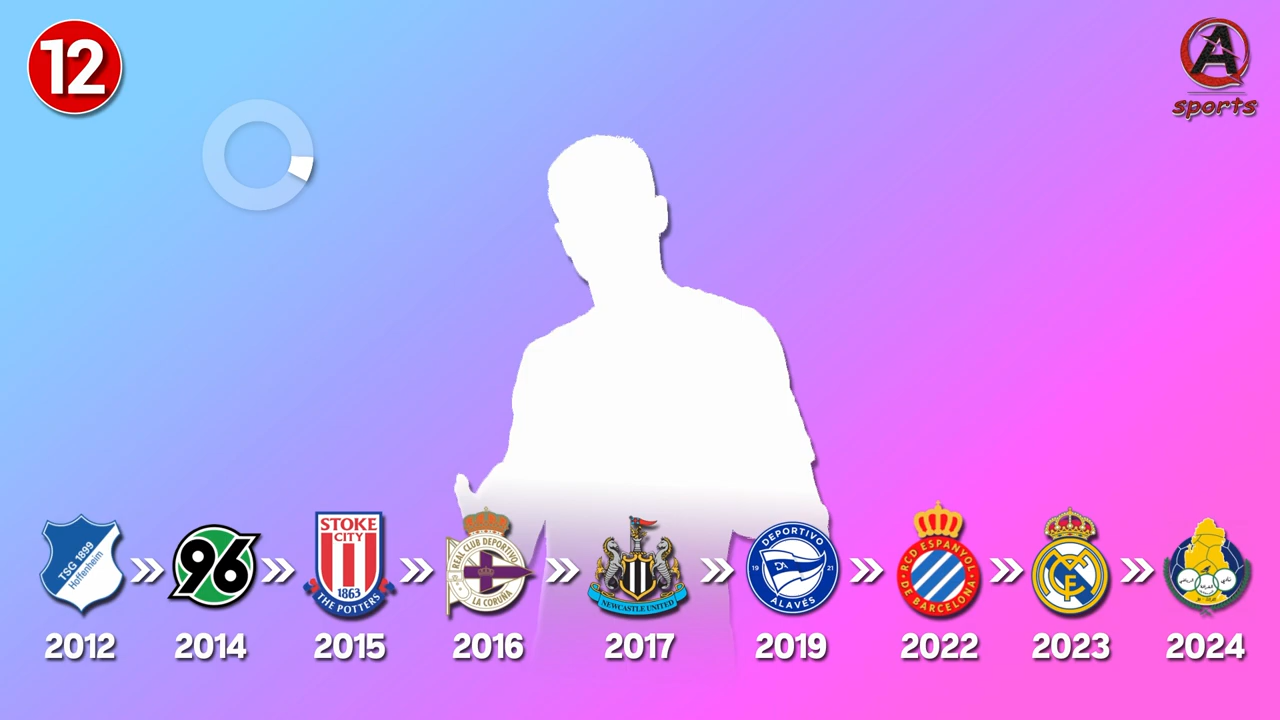 12
A
sports
TSG 1899
Hoffenheim
96
STOKE
CITY
1863
THE POTTERS
REAL CLUB DEPORTIVO
LA CORUÑA
NEWCASTLE UNITED
DEPORTIVO
19 21
ALAVÉS
RCD ESPANYOL
DE BARCELONA
2012 2014 2015 2016 2017 2019 2022 2023 2024